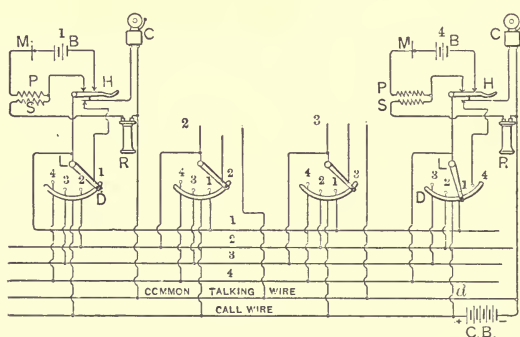 1 4
C C
M B M B
P H P H
S S
2 3
R R
L L
4 3 2 1 4 3 2 1 2 4 3 2 1 3 3 2 1 4
D D
1
2
3
4
COMMON TALKING WIRE d
CALL WIRE + −
C.B.